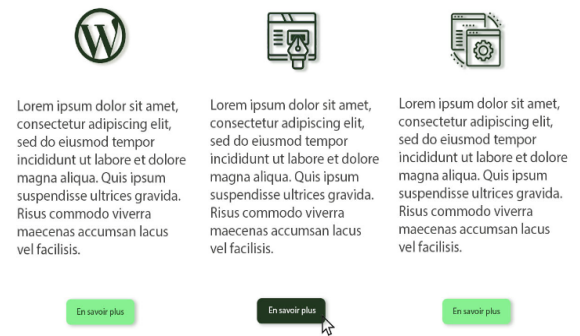 Lorem ipsum dolor sit amet,
consectetur adipiscing elit,
sed do eiusmod tempor
incididunt ut labore et dolore
magna aliqua. Quis ipsum
suspendisse ultrices gravida.
Risus commodo viverra
maecenas accumsan lacus
vel facilisis.
En savoir plus
Lorem ipsum dolor sit amet,
consectetur adipiscing elit,
sed do eiusmod tempor
incididunt ut labore et dolore
magna aliqua. Quis ipsum
suspendisse ultrices gravida.
Risus commodo viverra
maecenas accumsan lacus
vel facilisis.
En savoir plus
Lorem ipsum dolor sit amet,
consectetur adipiscing elit,
sed do eiusmod tempor
incididunt ut labore et dolore
magna aliqua. Quis ipsum
suspendisse ultrices gravida.
Risus commodo viverra
maecenas accumsan lacus
vel facilisis.
En savoir plus